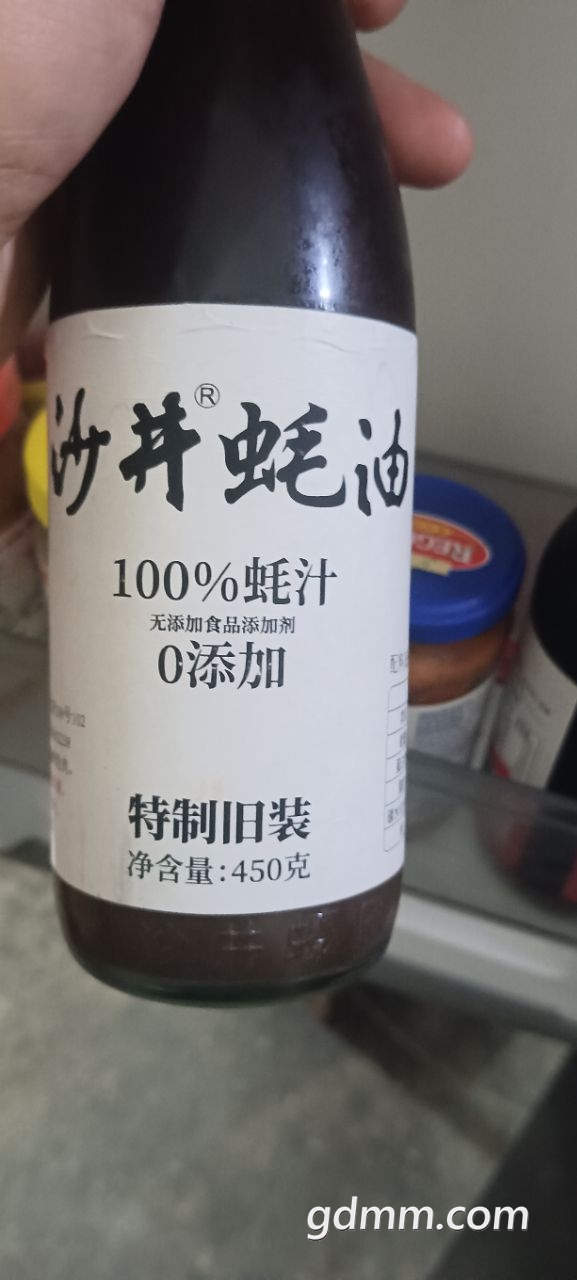 沙井®蚝油
100%蚝汁
无添加食品添加剂
0添加
特制旧装
净含量:450克
gdmm.com